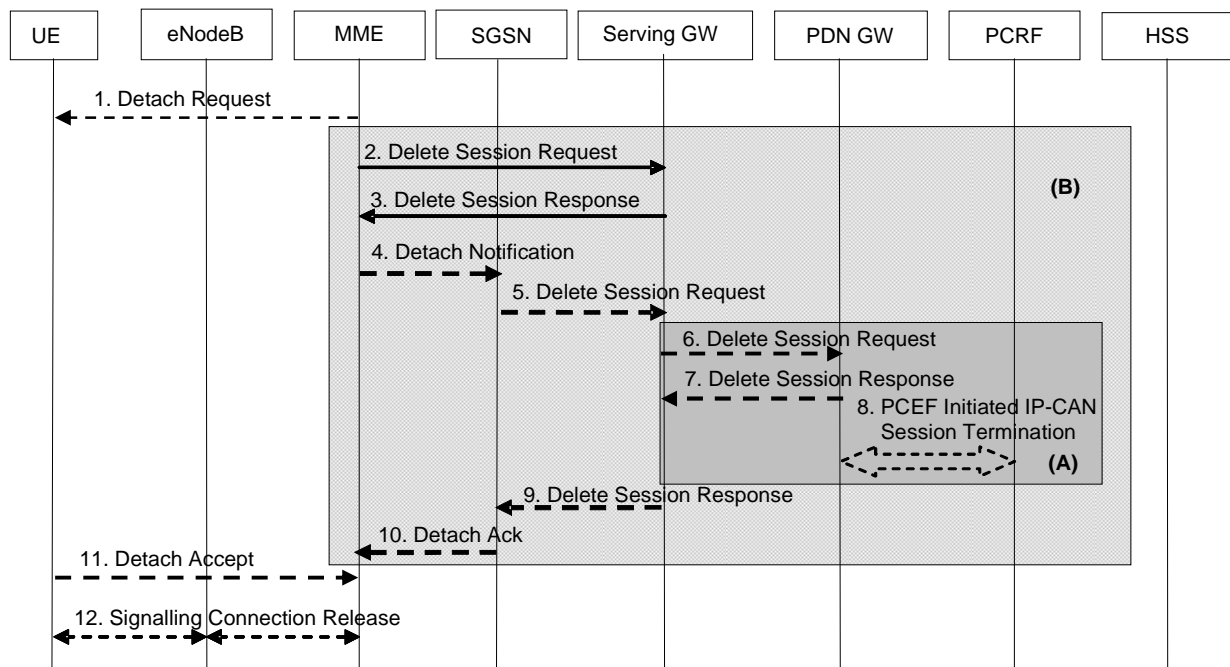 UE
eNodeB
MME
SGSN
Serving GW
PDN GW
PCRF
HSS
1. Detach Request
2. Delete Session Request
(B)
3. Delete Session Response
4. Detach Notification
5. Delete Session Request
6. Delete Session Request
7. Delete Session Response
8. PCEF Initiated IP-CAN
Session Termination
(A)
9. Delete Session Response
10. Detach Ack
11. Detach Accept
12. Signalling Connection Release